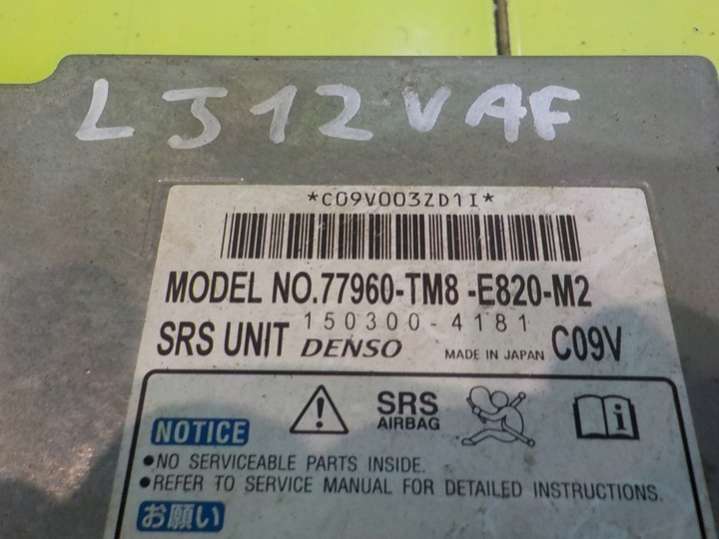 LJ12VAF
*C09V003ZD1I*
MODEL NO.77960-TM8-E820-M2
SRS UNIT 150300-4181 DENSO MADE IN JAPAN C09V
SRS AIRBAG
NOTICE
•NO SERVICEABLE PARTS INSIDE.
•REFER TO SERVICE MANUAL FOR DETAILED INSTRUCTIONS.
お願い